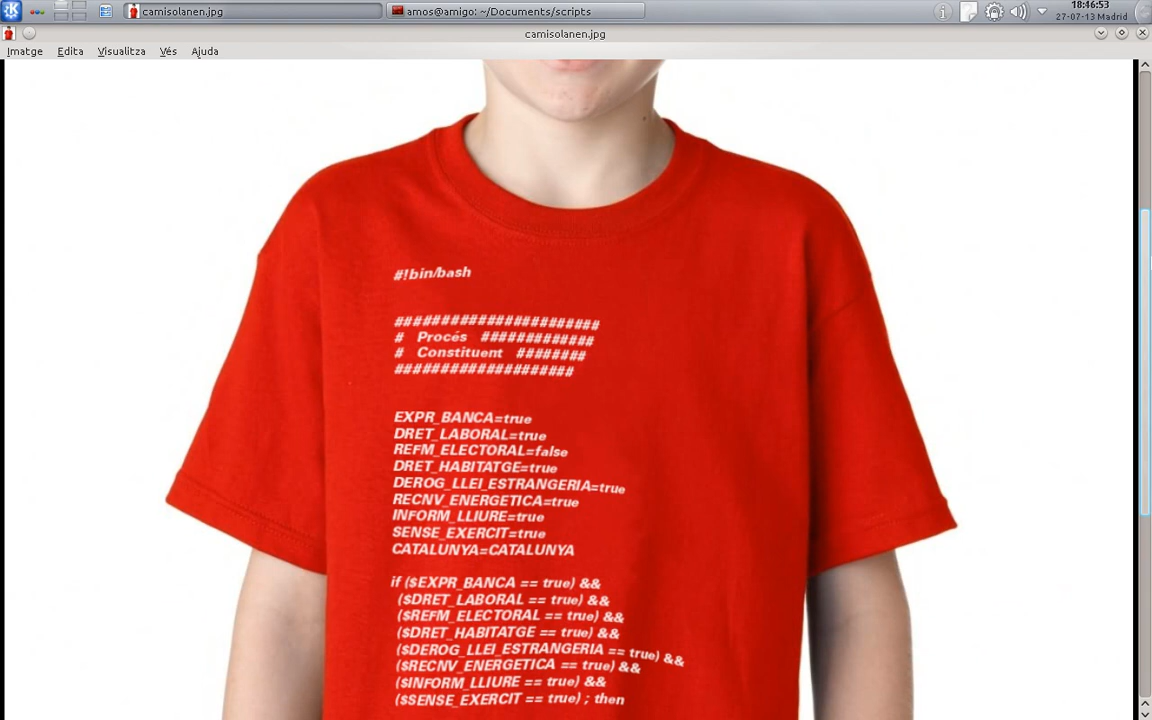 camisolanen.jpg
amos@amigo: ~/Documents/scripts
18:46:53
27-07-13 Madrid
camisolanen.jpg
Imatge Edita Visualitza Vés Ajuda
#!bin/bash
######################
# Procés #############
# Constituent ########
####################
EXPR_BANCA=true
DRET_LABORAL=true
REFM_ELECTORAL=false
DRET_HABITATGE=true
DEROG_LLEI_ESTRANGERIA=true
RECNV_ENERGETICA=true
INFORM_LLIURE=true
SENSE_EXERCIT=true
CATALUNYA=CATALUNYA
if ($EXPR_BANCA == true) &&
($DRET_LABORAL == true) &&
($REFM_ELECTORAL == true) &&
($DRET_HABITATGE == true) &&
($DEROG_LLEI_ESTRANGERIA == true) &&
($RECNV_ENERGETICA == true) &&
($INFORM_LLIURE == true) &&
($SENSE_EXERCIT == true) ; then